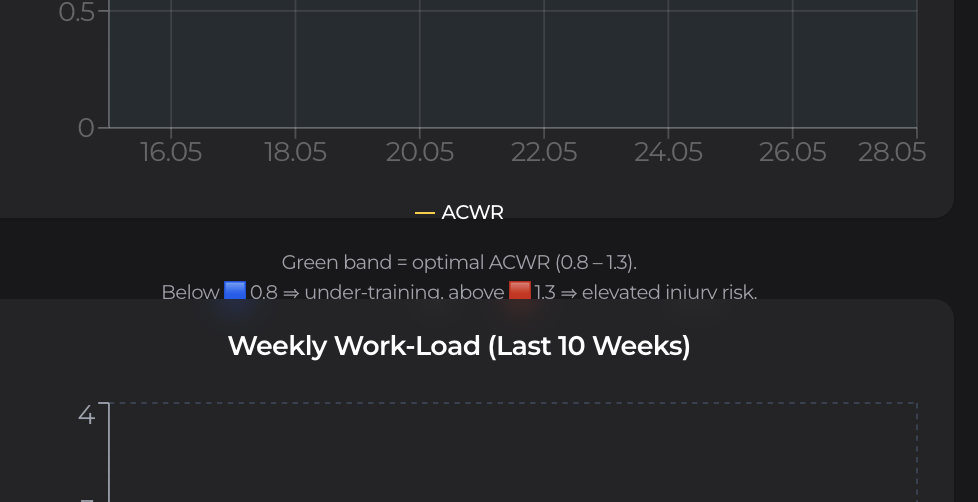 0.5
0
16.05 18.05 20.05 22.05 24.05 26.05 28.05
ACWR
Green band = optimal ACWR (0.8 – 1.3).
Below 🟦 0.8 ⇒ under-training, above 🟥 1.3 ⇒ elevated injury risk.
Weekly Work-Load (Last 10 Weeks)
4